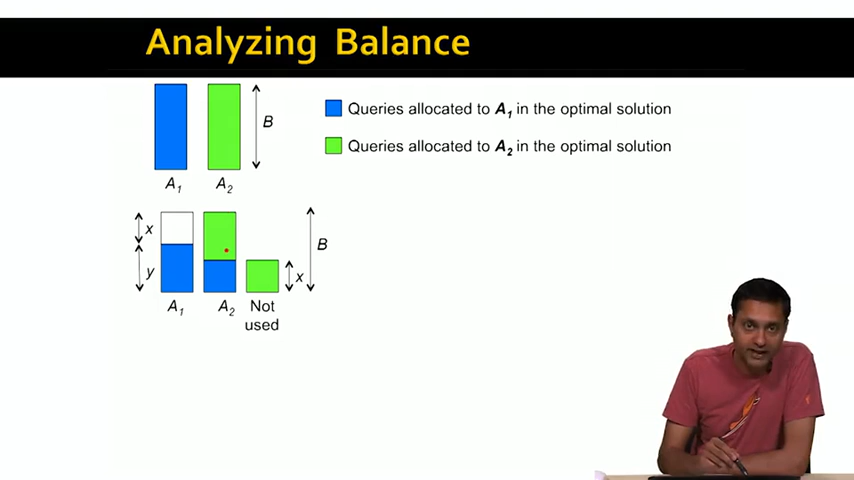 Analyzing Balance
B
Queries allocated to A1 in the optimal solution
Queries allocated to A2 in the optimal solution
A1 A2
x
B
y
x
A1 A2 Not
used